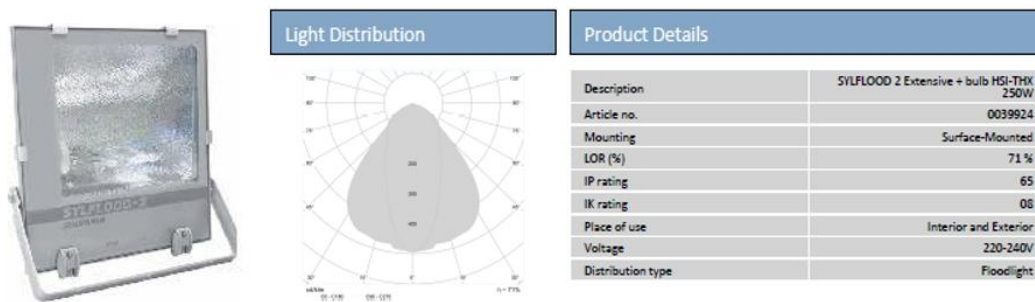 Light Distribution
Product Details
SYLFLOOD-2
Description
SYLFLOOD 2 Extensive + bulb HSI-THX
250W
Article no.
0039924
Mounting
Surface-Mounted
LOR (%)
71 %
IP rating
65
IK rating
08
Place of use
Interior and Exterior
Voltage
220-240V
Distribution type
Floodlight